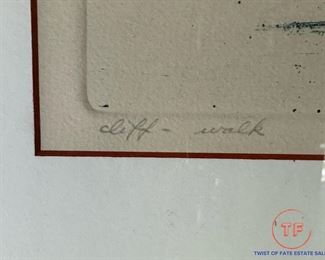 cliff - walk
TF
TWIST OF FATE ESTATE SALES